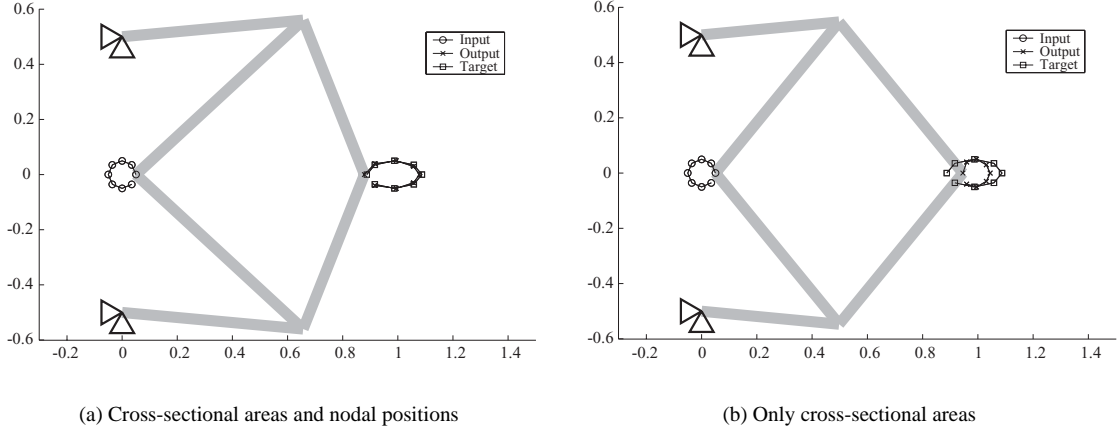 0.6
0.4
0.2
0
-0.2
-0.4
-0.6
-0.2 0 0.2 0.4 0.6 0.8 1 1.2 1.4
Input
Output
Target
(a) Cross-sectional areas and nodal positions
0.6
0.4
0.2
0
-0.2
-0.4
-0.6
-0.2 0 0.2 0.4 0.6 0.8 1 1.2 1.4
Input
Output
Target
(b) Only cross-sectional areas